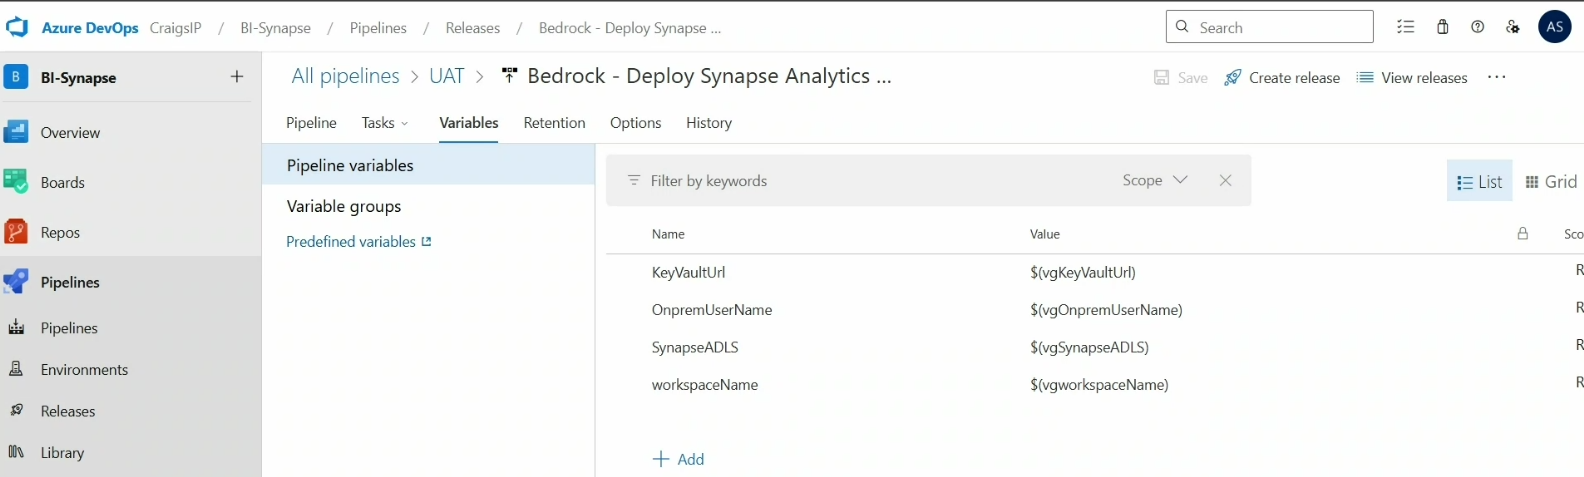 Azure DevOps CraigsIP / BI-Synapse / Pipelines / Releases / Bedrock - Deploy Synapse ... Search AS
B BI-Synapse +
All pipelines > UAT > Bedrock - Deploy Synapse Analytics ... Save Create release View releases ...
Overview
Boards
Repos
Pipelines
Pipelines
Environments
Releases
Library
Pipeline Tasks Variables Retention Options History
Pipeline variables
Variable groups
Predefined variables
Filter by keywords Scope List Grid
Name Value Sco
KeyVaultUrl $(vgKeyVaultUrl) R
OnpremUserName $(vgOnpremUserName) R
SynapseADLS $(vgSynapseADLS) R
workspaceName $(vgworkspaceName) R
+ Add